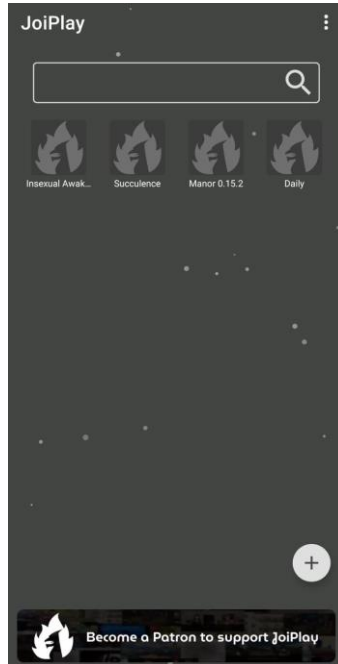 JoiPlay
Insexual Awak...
Succulence
Manor 0.15.2
Daily
Become a Patron to support JoiPlay